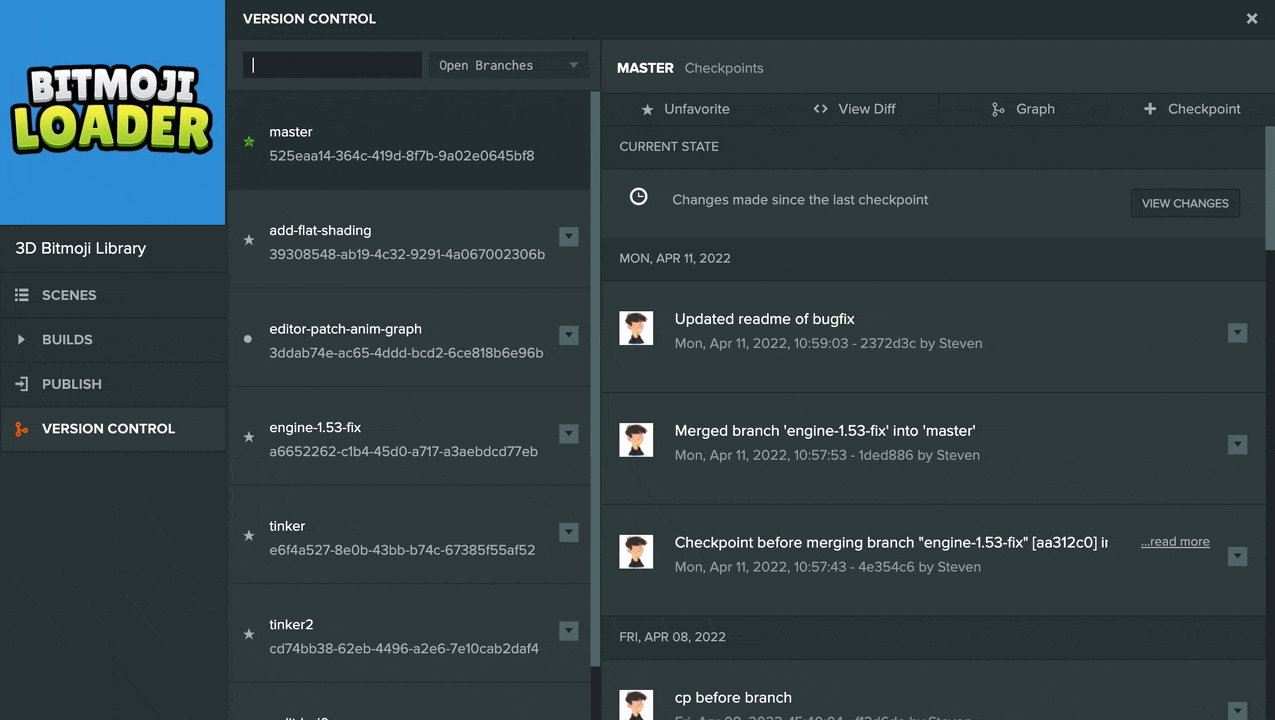 BITMOJI
LOADER
3D Bitmoji Library
SCENES
BUILDS
PUBLISH
VERSION CONTROL
VERSION CONTROL
Open Branches
master
525eaa14-364c-419d-8f7b-9a02e0645bf8
add-flat-shading
39308548-ab19-4c32-9291-4a067002306b
editor-patch-anim-graph
3ddab74e-ac65-4ddd-bcd2-6ce818b6e96b
engine-1.53-fix
a6652262-c1b4-45d0-a717-a3aebdcd77eb
tinker
e6f4a527-8e0b-43bb-b74c-67385f55af52
tinker2
cd74bb38-62eb-4496-a2e6-7e10cab2daf4
MASTER Checkpoints
Unfavorite View Diff Graph Checkpoint
CURRENT STATE
Changes made since the last checkpoint
VIEW CHANGES
MON, APR 11, 2022
Updated readme of bugfix
Mon, Apr 11, 2022, 10:59:03 - 2372d3c by Steven
Merged branch 'engine-1.53-fix' into 'master'
Mon, Apr 11, 2022, 10:57:53 - 1ded886 by Steven
Checkpoint before merging branch "engine-1.53-fix" [aa312c0] in ...read more
Mon, Apr 11, 2022, 10:57:43 - 4e354c6 by Steven
FRI, APR 08, 2022
cp before branch